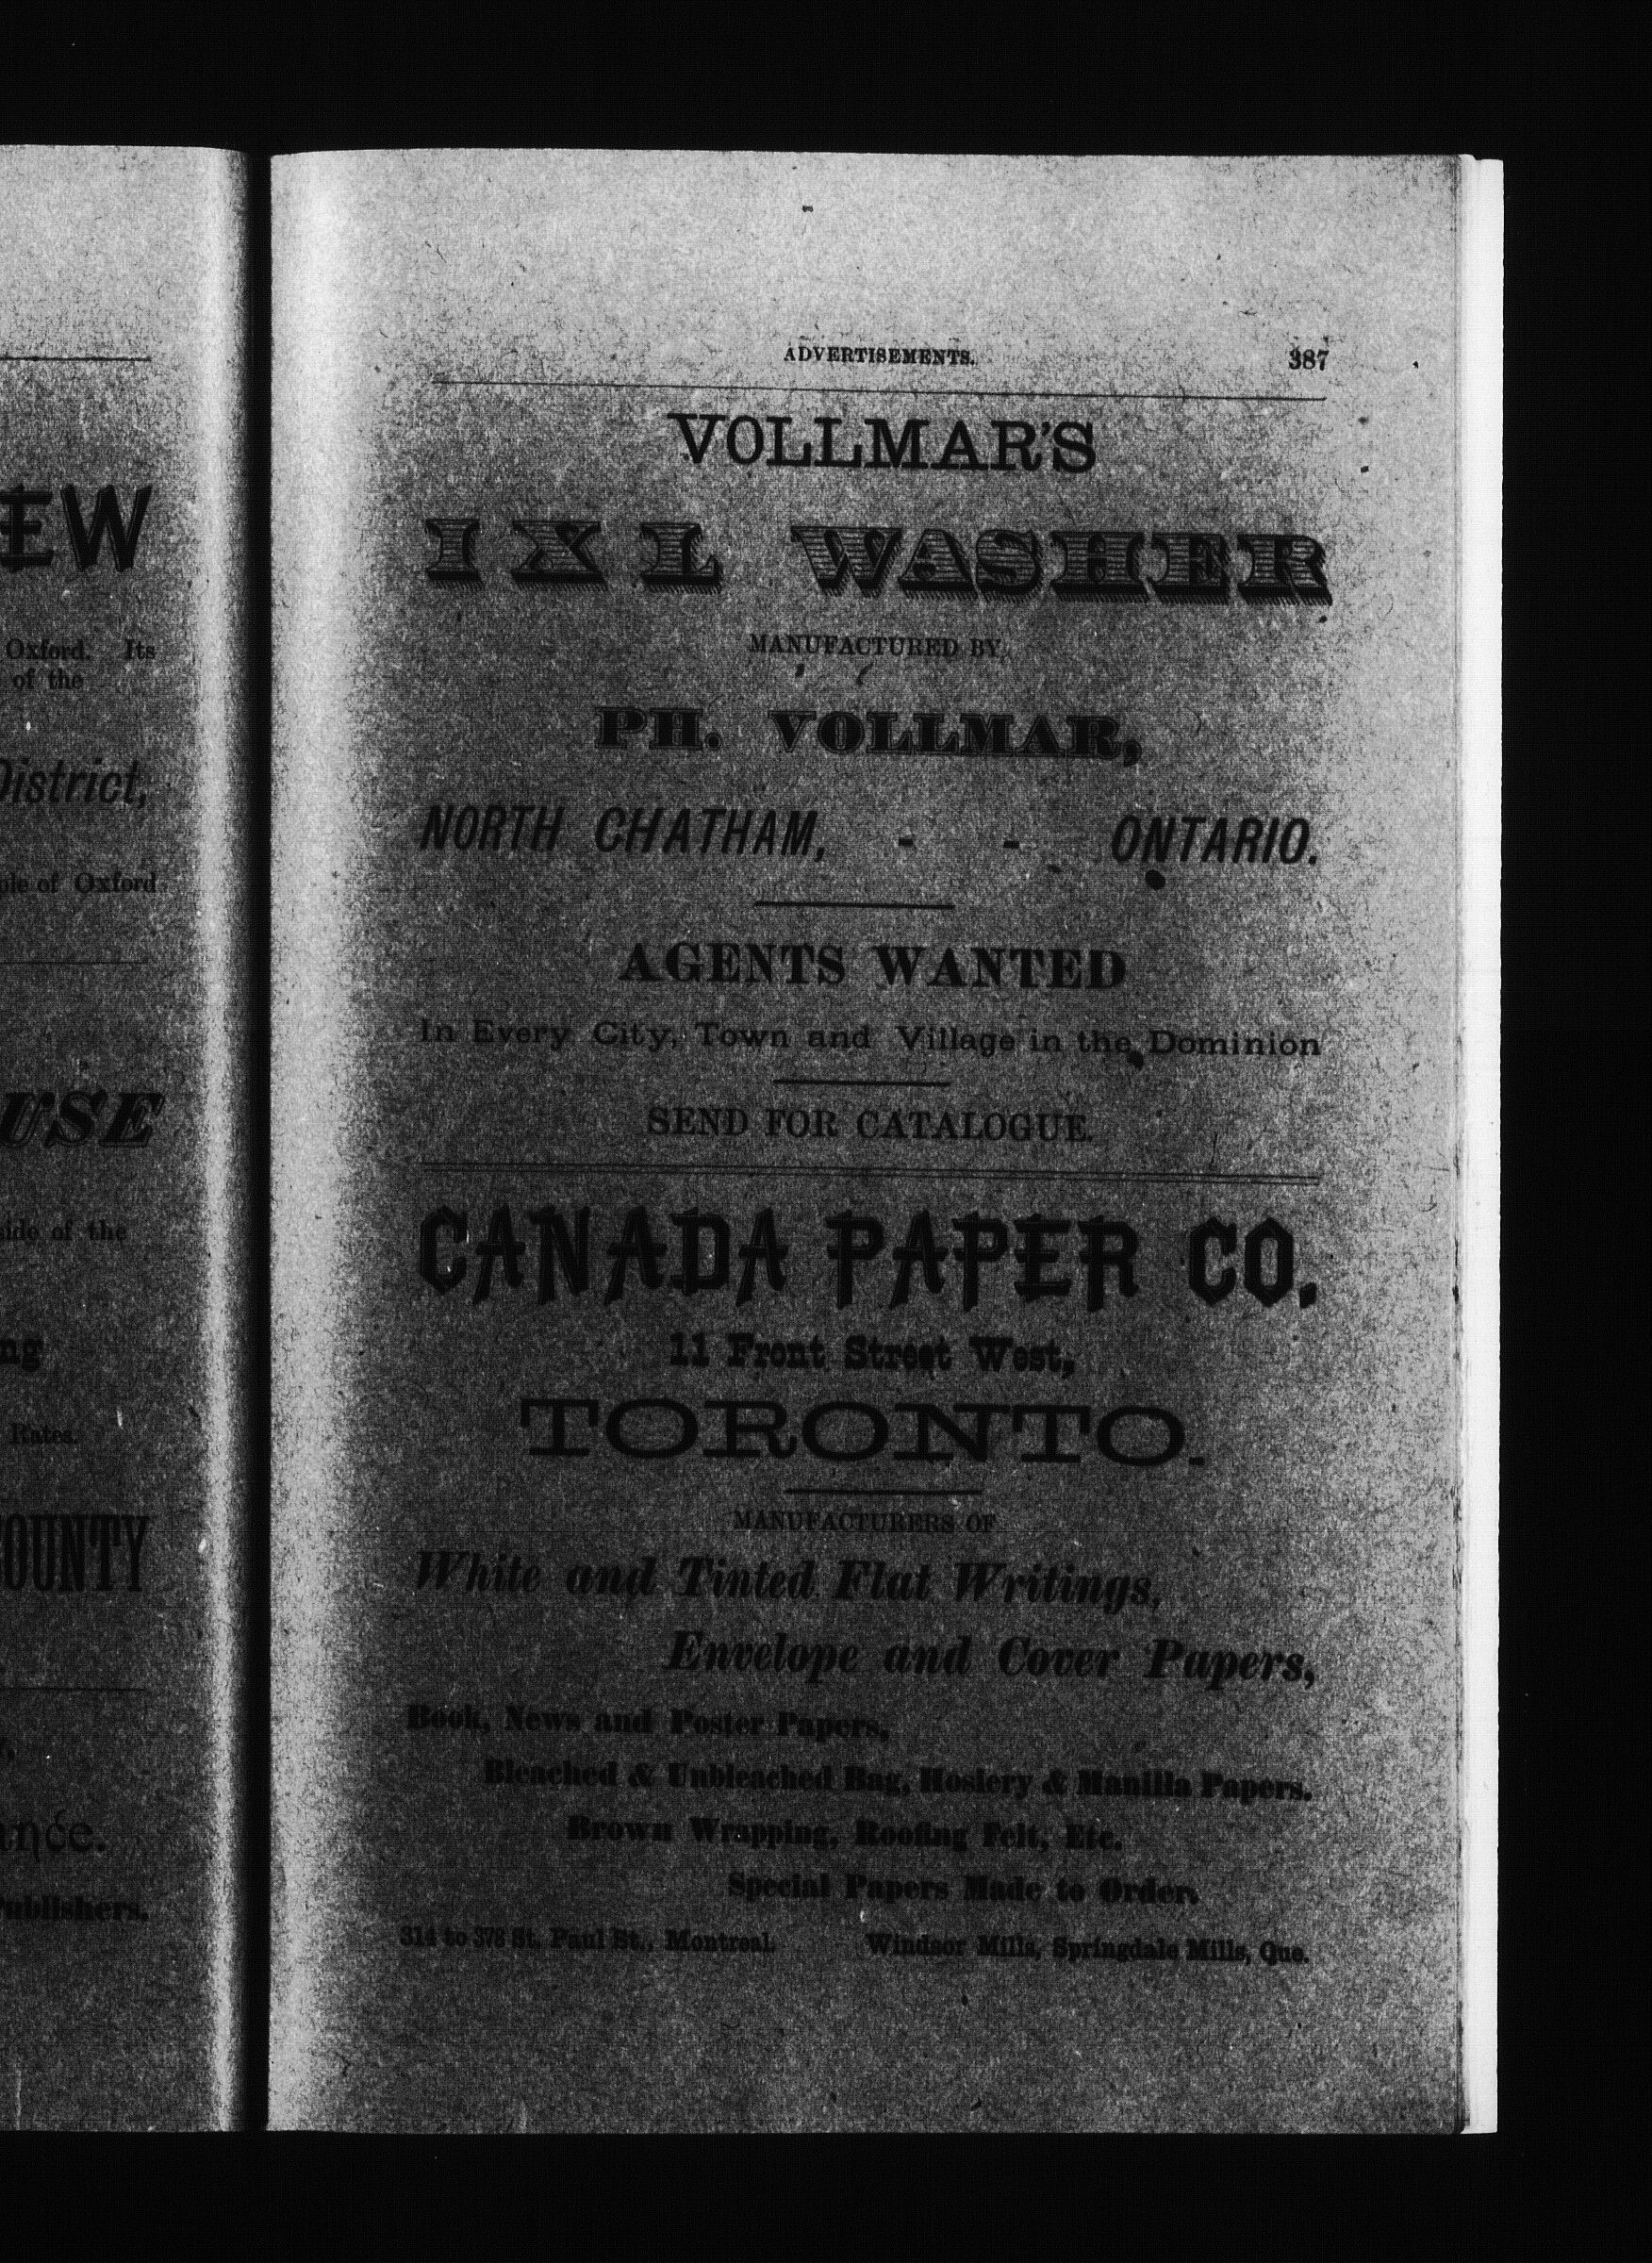 EW
Oxford. Its
of the
District,
ple of Oxford
USE
side of the
ng
Rates.
COUNTY
ance.
Publishers.
ADVERTISEMENTS. 387
VOLLMAR'S
I X L WASHER
MANUFACTURED BY
PH. VOLLMAR,
NORTH CHATHAM, - - ONTARIO.
AGENTS WANTED
In Every City, Town and Village in the Dominion
SEND FOR CATALOGUE.
CANADA PAPER CO.
11 Front Street West,
TORONTO.
MANUFACTURERS OF
White and Tinted Flat Writings,
Envelope and Cover Papers,
Book, News and Poster Papers,
Bleached & Unbleached Bag, Hosiery & Manilla Papers.
Brown Wrapping, Roofing Felt, Etc.
Special Papers Made to Order.
314 to 378 St. Paul St., Montreal. Windsor Mills, Springdale Mills, Que.